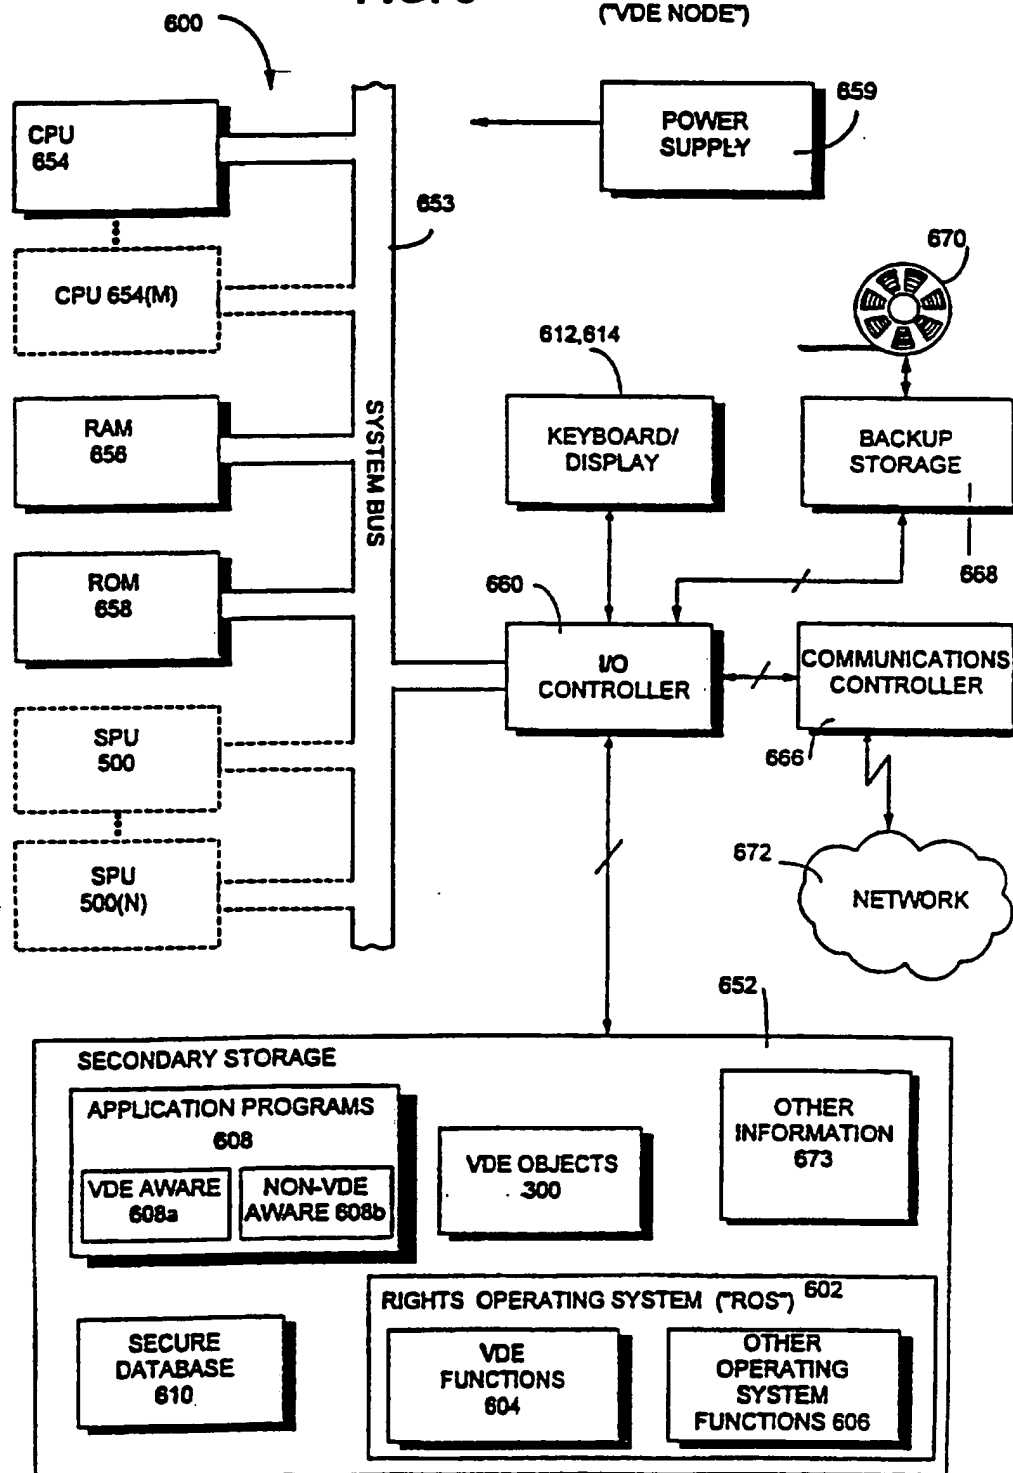 ("VDE NODE")
600
CPU
654
POWER
SUPPLY
659
653
CPU 654(M)
670
612,614
RAM
656
SYSTEM BUS
KEYBOARD/
DISPLAY
BACKUP
STORAGE
668
ROM
658
660
I/O
CONTROLLER
COMMUNICATIONS
CONTROLLER
666
SPU
500
672
NETWORK
SPU
500(N)
652
SECONDARY STORAGE
APPLICATION PROGRAMS
608
VDE AWARE
608a
NON-VDE
AWARE 608b
VDE OBJECTS
300
OTHER
INFORMATION
673
SECURE
DATABASE
610
RIGHTS OPERATING SYSTEM ("ROS") 602
VDE
FUNCTIONS
604
OTHER
OPERATING
SYSTEM
FUNCTIONS 606